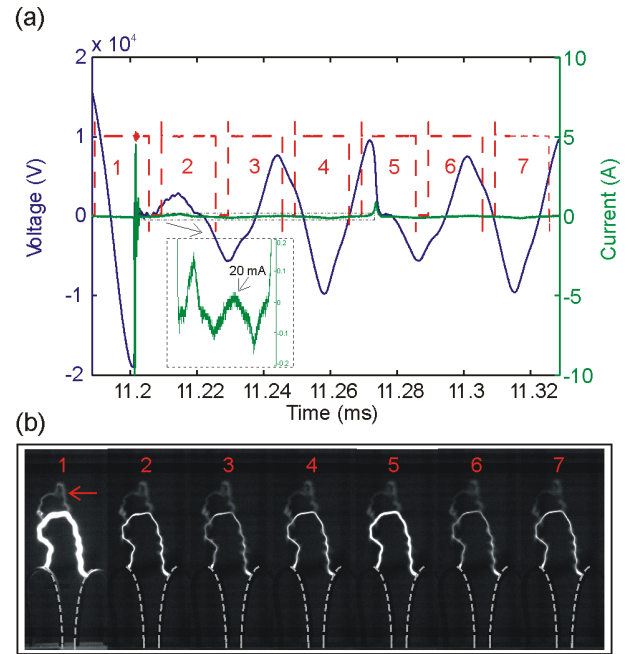 (a)
x 10⁴
2
1
0
-1
-2
Voltage (V)
10
5
0
-5
-10
Current (A)
1 2 3 4 5 6 7
20 mA
0.2
0.1
0
-0.1
-0.2
11.2 11.22 11.24 11.26 11.28 11.3 11.32
Time (ms)
(b)
1 2 3 4 5 6 7